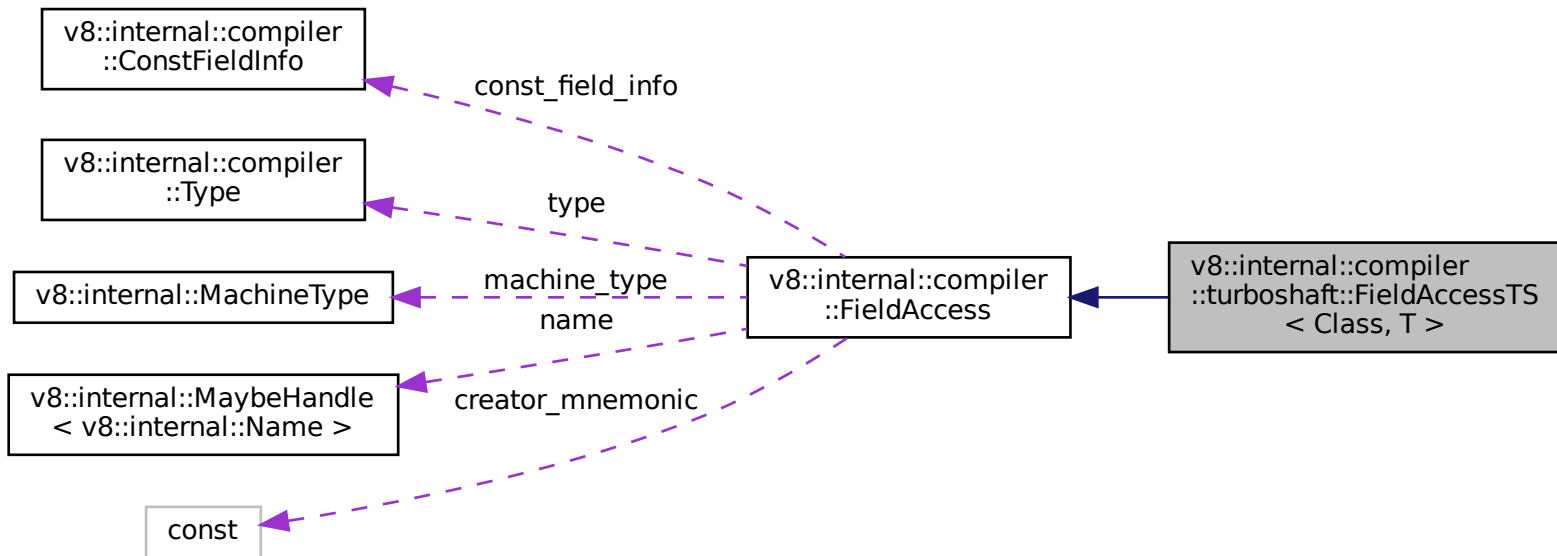 v8::internal::compiler
::ConstFieldInfo
const_field_info
v8::internal::compiler
::Type
type
v8::internal::MachineType
machine_type
name
v8::internal::MaybeHandle
< v8::internal::Name >
creator_mnemonic
const
v8::internal::compiler
::FieldAccess
v8::internal::compiler
::turboshaft::FieldAccessTS
< Class, T >